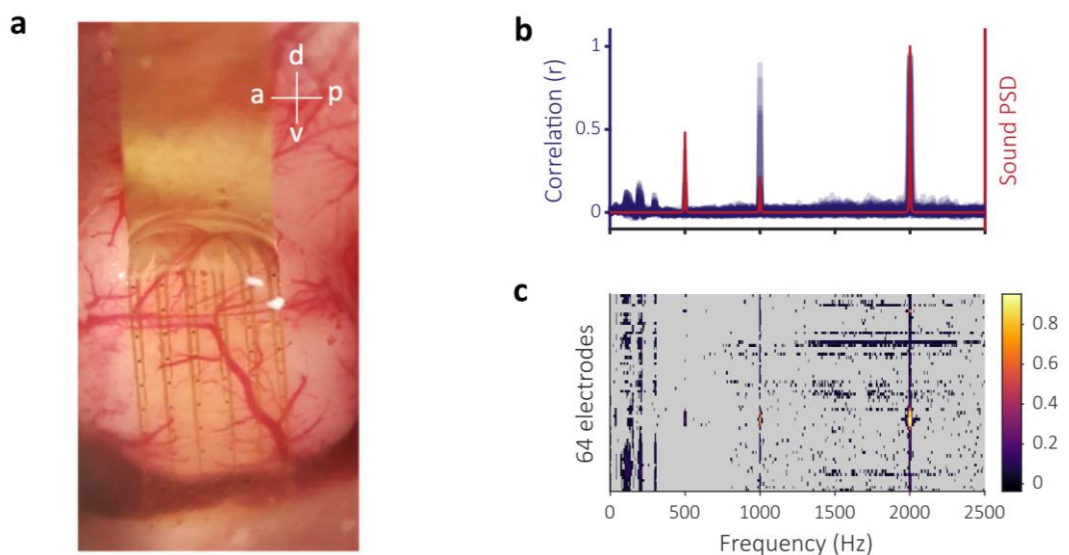 a
d
a p
v
b
Correlation (r)
1
0.5
0
Sound PSD
c
64 electrodes
0.8
0.6
0.4
0.2
0
0 500 1000 1500 2000 2500
Frequency (Hz)